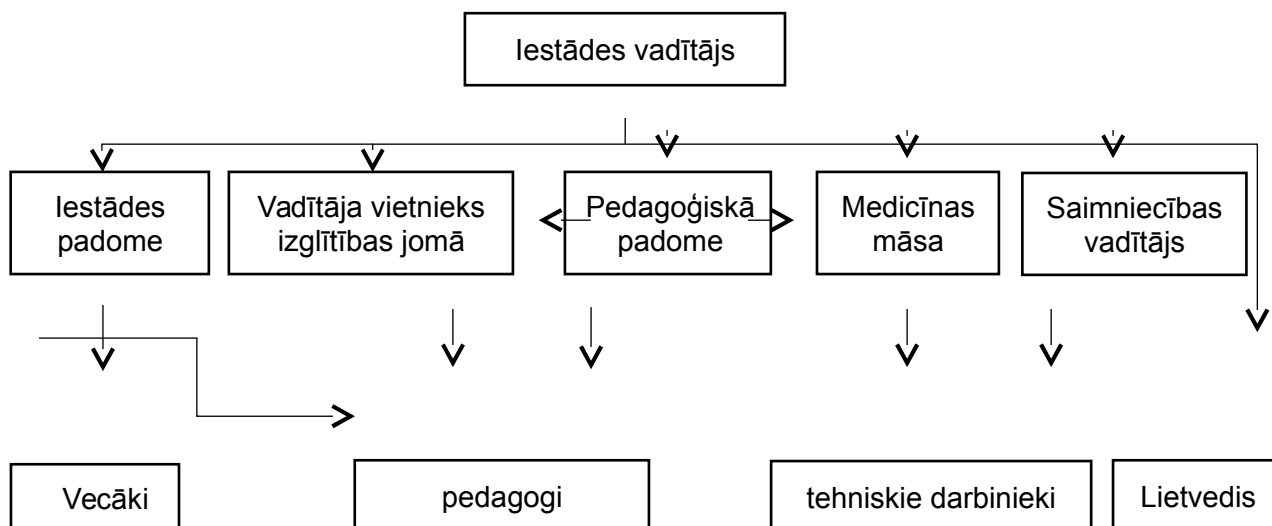 Iestādes vadītājs
Iestādes
padome
Vadītāja vietnieks
izglītības jomā
Pedagoģiskā
padome
Medicīnas
māsa
Saimniecības
vadītājs
Vecāki
pedagogi
tehniskie darbinieki
Lietvedis